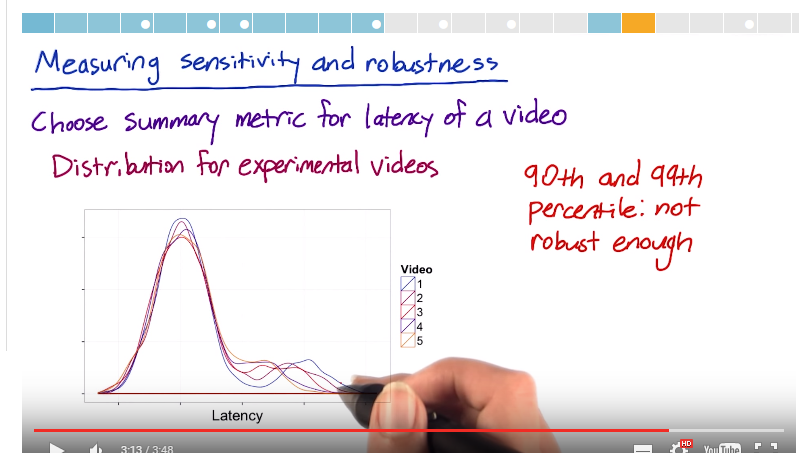 Measuring sensitivity and robustness
Choose summary metric for latency of a video
Distribution for experimental videos
90th and 99th
percentile: not
robust enough
Video
1
2
3
4
5
Latency
3:13 / 3:48
HD
YouTube